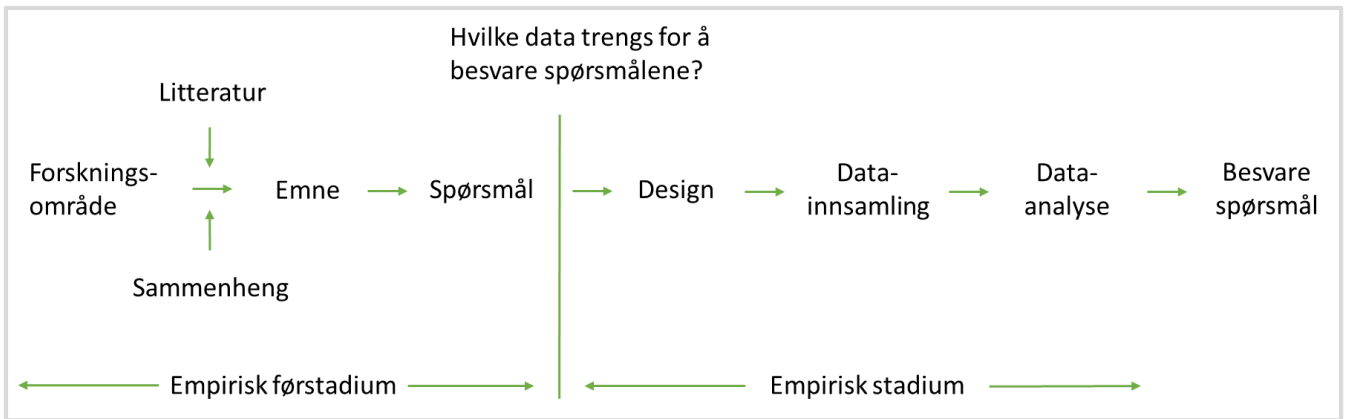 Hvilke data trengs for å
besvare spørsmålene?
Litteratur
Forsknings-
område
Emne
Spørsmål
Design
Data-
innsamling
Data-
analyse
Besvare
spørsmål
Sammenheng
Empirisk førstadium
Empirisk stadium